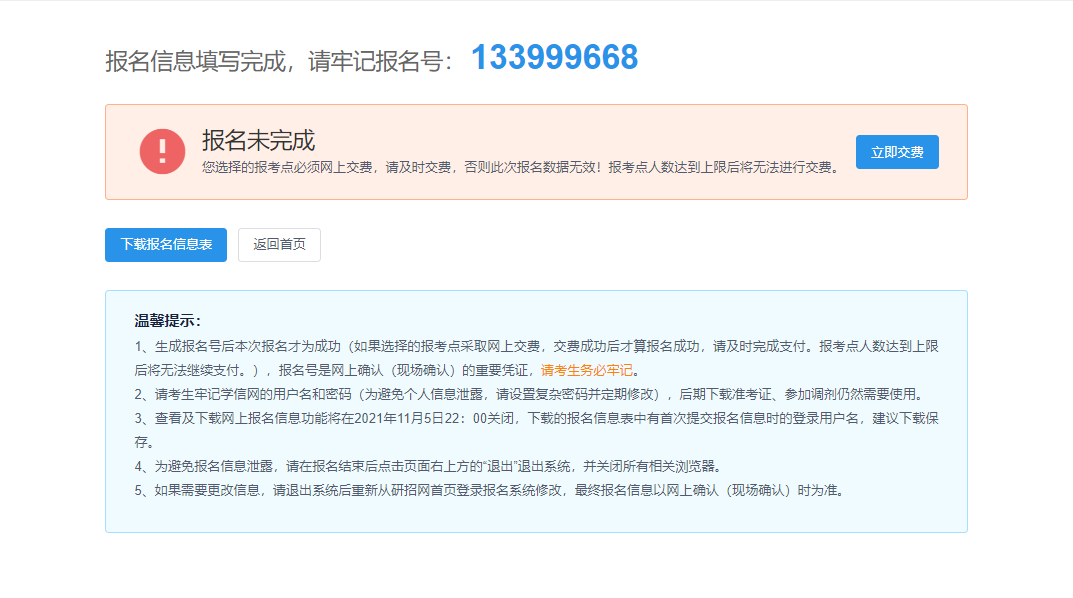 报名信息填写完成，请牢记报名号： 133999668
报名未完成
您选择的报考点必须网上交费，请及时交费，否则此次报名数据无效！报考点人数达到上限后将无法进行交费。
立即交费
下载报名信息表 返回首页
温馨提示：
1、生成报名号后本次报名才为成功（如果选择的报考点采取网上交费，交费成功后才算报名成功，请及时完成支付。报考点人数达到上限
后将无法继续支付。），报名号是网上确认（现场确认）的重要凭证，请考生务必牢记。
2、请考生牢记学信网的用户名和密码（为避免个人信息泄露，请设置复杂密码并定期修改），后期下载准考证、参加调剂仍然需要使用。
3、查看及下载网上报名信息功能将在2021年11月5日22：00关闭，下载的报名信息表中有首次提交报名信息时的登录用户名，建议下载保
存。
4、为避免报名信息泄露，请在报名结束后点击页面右上方的“退出”退出系统，并关闭所有相关浏览器。
5、如果需要更改信息，请退出系统后重新从研招网首页登录报名系统修改，最终报名信息以网上确认（现场确认）时为准。